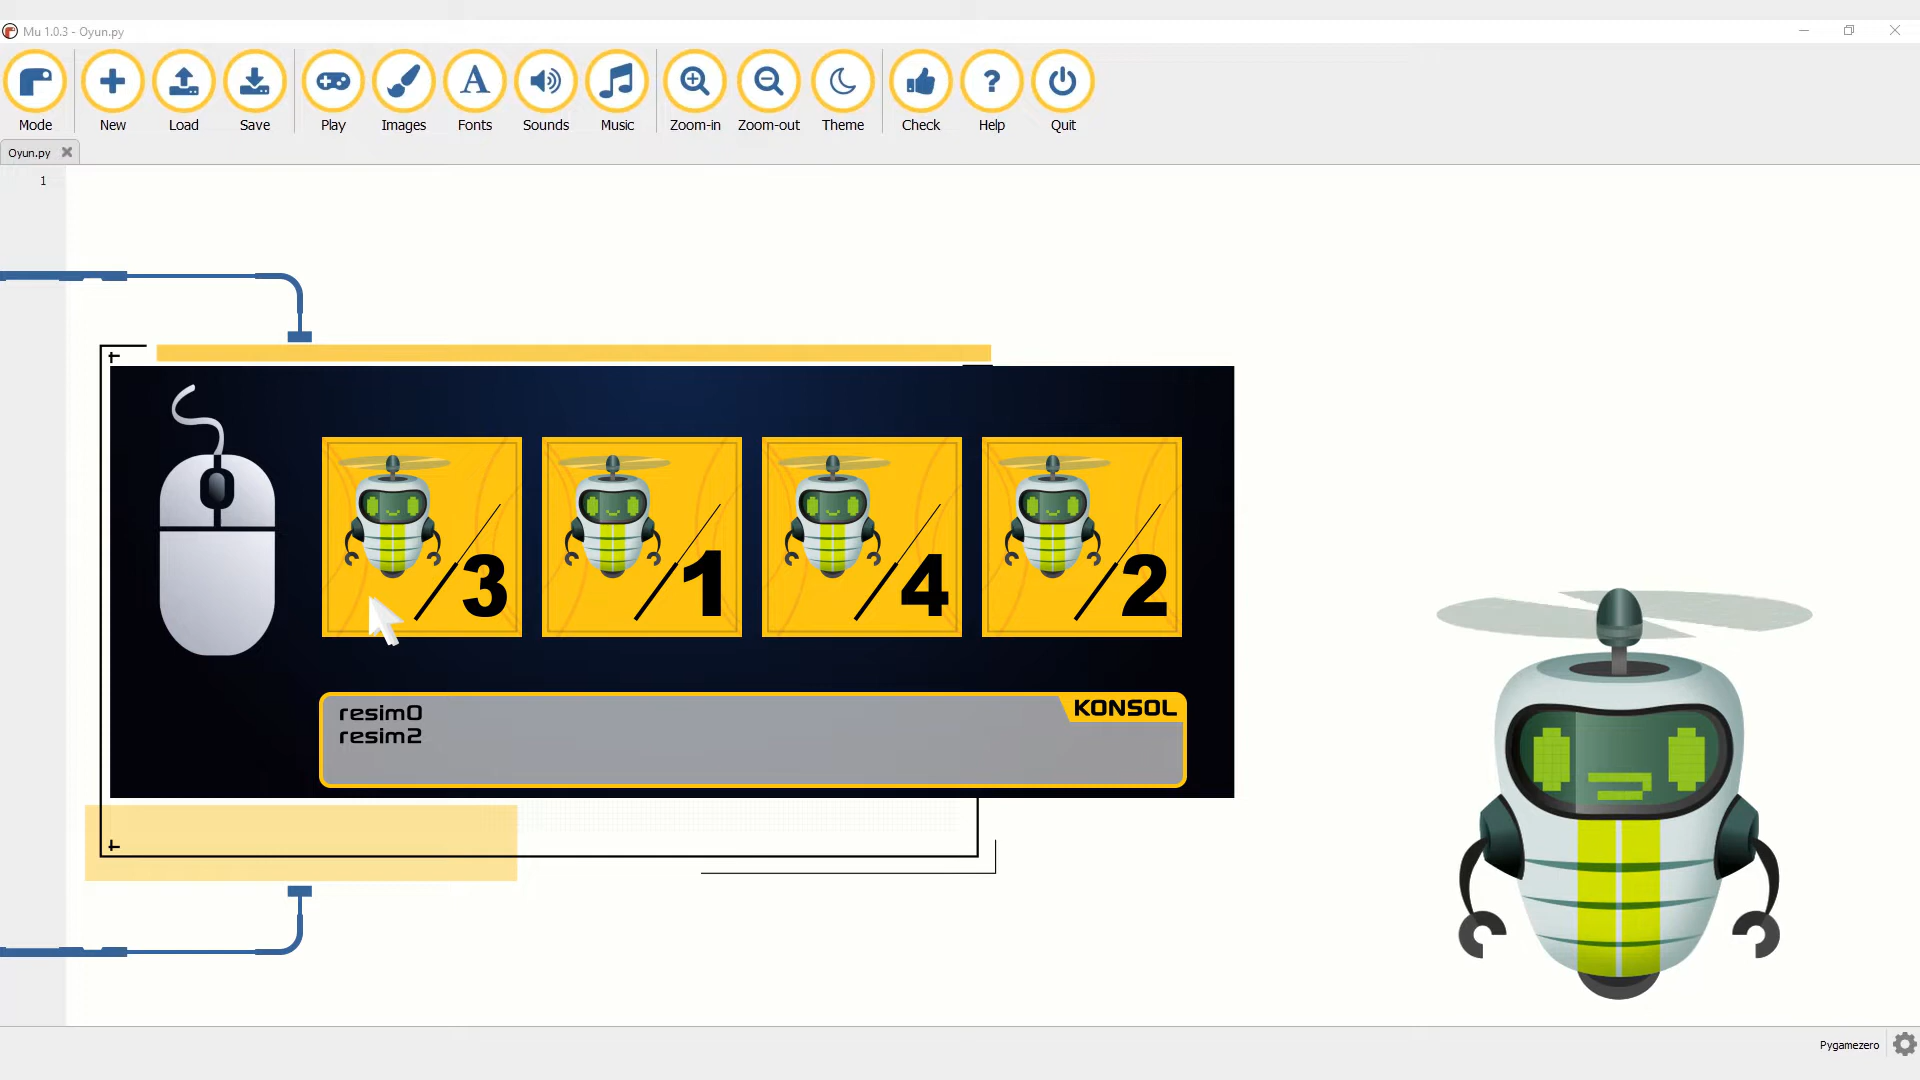 Mu 1.0.3 - Oyun.py
Mode New Load Save Play Images Fonts Sounds Music Zoom-in Zoom-out Theme Check Help Quit
Oyun.py
1
/3 /1 /4 /2
KONSOL
resim0
resim2
Pygamezero